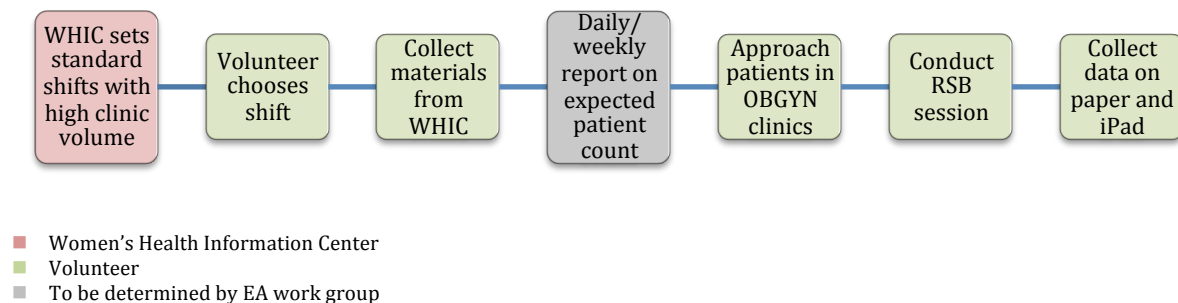 WHIC sets
standard
shifts with
high clinic
volume
Volunteer
chooses
shift
Collect
materials
from
WHIC
Daily/
weekly
report on
expected
patient
count
Approach
patients in
OBGYN
clinics
Conduct
RSB
session
Collect
data on
paper and
iPad
Women's Health Information Center
Volunteer
To be determined by EA work group